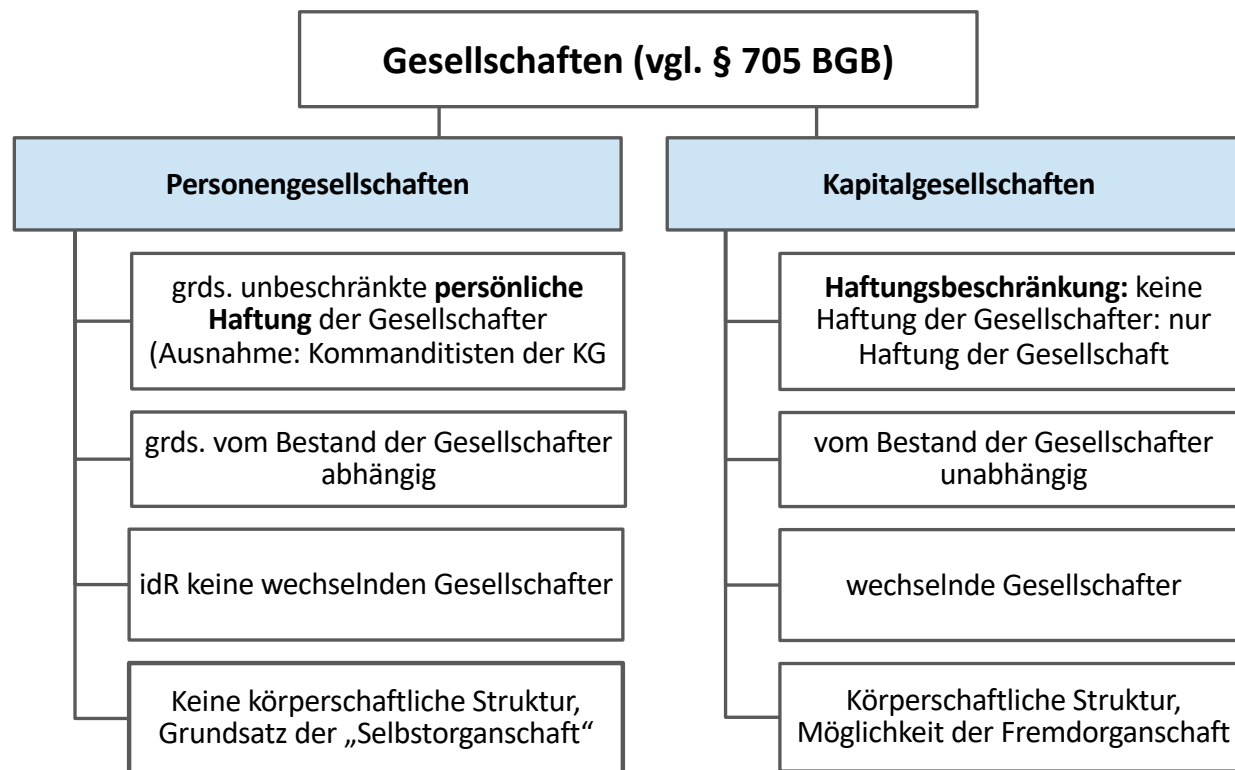 Gesellschaften (vgl. § 705 BGB)
Personengesellschaften
grds. unbeschränkte persönliche
Haftung der Gesellschafter
(Ausnahme: Kommanditisten der KG
grds. vom Bestand der Gesellschafter
abhängig
idR keine wechselnden Gesellschafter
Keine körperschaftliche Struktur,
Grundsatz der „Selbstorganschaft“
Kapitalgesellschaften
Haftungsbeschränkung: keine
Haftung der Gesellschafter: nur
Haftung der Gesellschaft
vom Bestand der Gesellschafter
unabhängig
wechselnde Gesellschafter
Körperschaftliche Struktur,
Möglichkeit der Fremdorganschaft